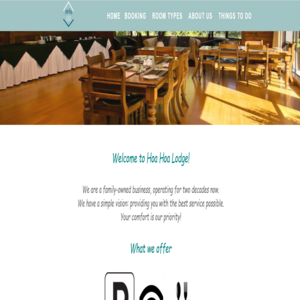 HOME BOOKING ROOM TYPES ABOUT US THINGS TO DO
Welcome to Hoa Hoa Lodge!
We are a family-owned business, operating for two decades now.
We have a simple vision: providing you with the best service possible.
Your comfort is our priority!
What we offer